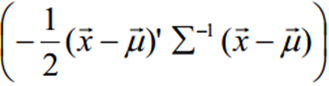 (-1/2(x⃗ − μ⃗)' Σ⁻¹ (x⃗ − μ⃗))